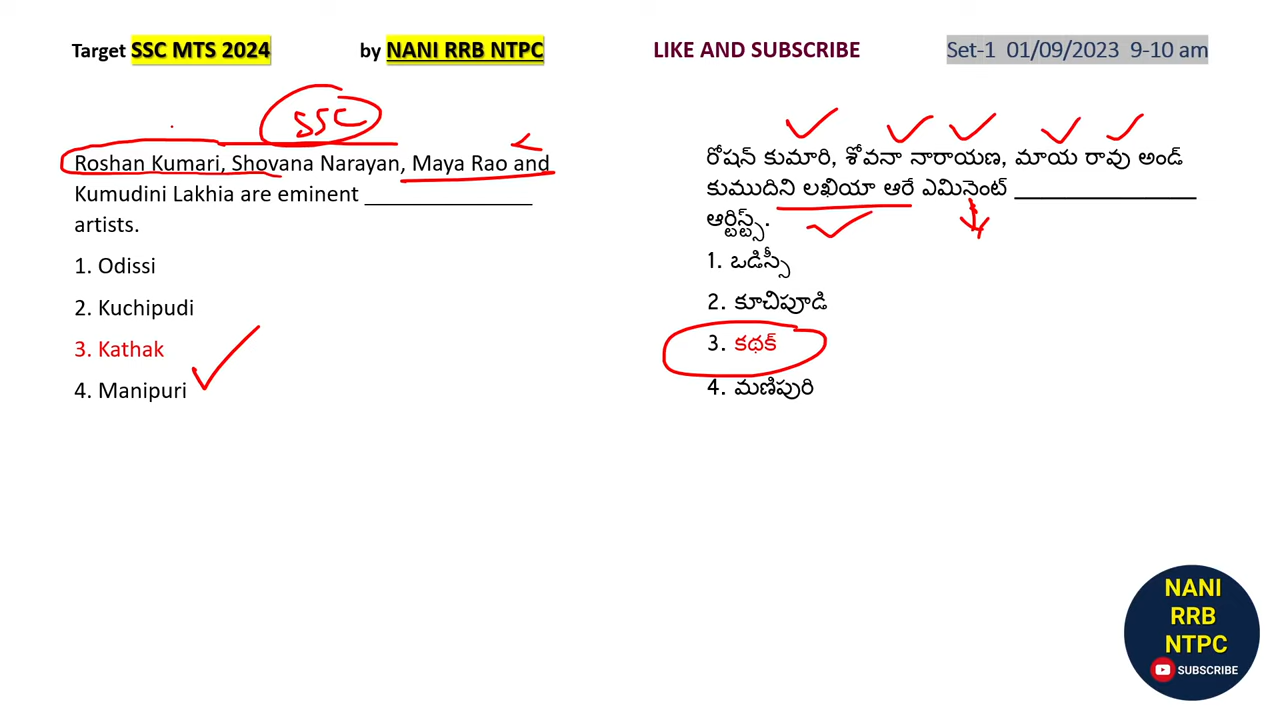 Target SSC MTS 2024 by NANI RRB NTPC LIKE AND SUBSCRIBE Set-1 01/09/2023 9-10 am
SSC
Roshan Kumari, Shovana Narayan, Maya Rao and
Kumudini Lakhia are eminent _______________
artists.
1. Odissi
2. Kuchipudi
3. Kathak
4. Manipuri
రోషన్ కుమారి, శోవనా నారాయణ, మాయ రావు అండ్
కుముదిని లఖియా ఆరే ఎమినెంట్ ________________
ఆర్టిస్ట్స్.
1. ఒడిస్సీ
2. కూచిపూడి
3. కథక్
4. మణిపురి
NANI
RRB
NTPC
SUBSCRIBE